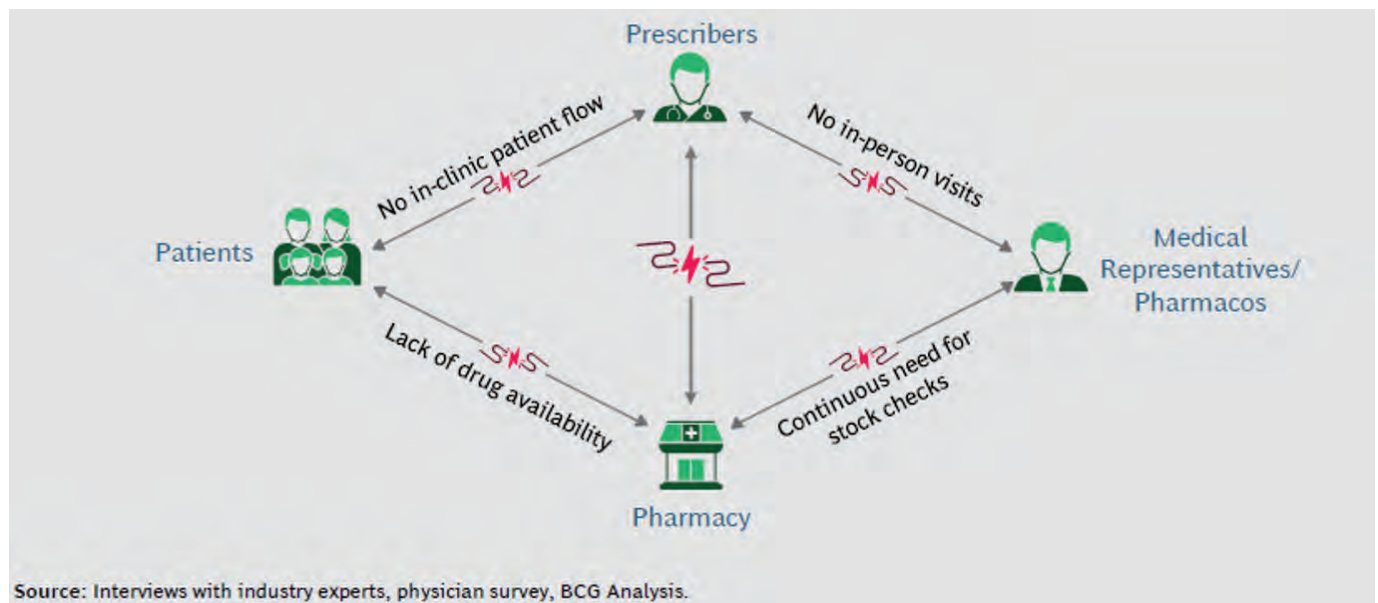 Prescribers
No in-clinic patient flow
No in-person visits
Patients
Medical
Representatives/
Pharmacos
Lack of drug availability
Continuous need for
stock checks
Pharmacy
Source: Interviews with industry experts, physician survey, BCG Analysis.